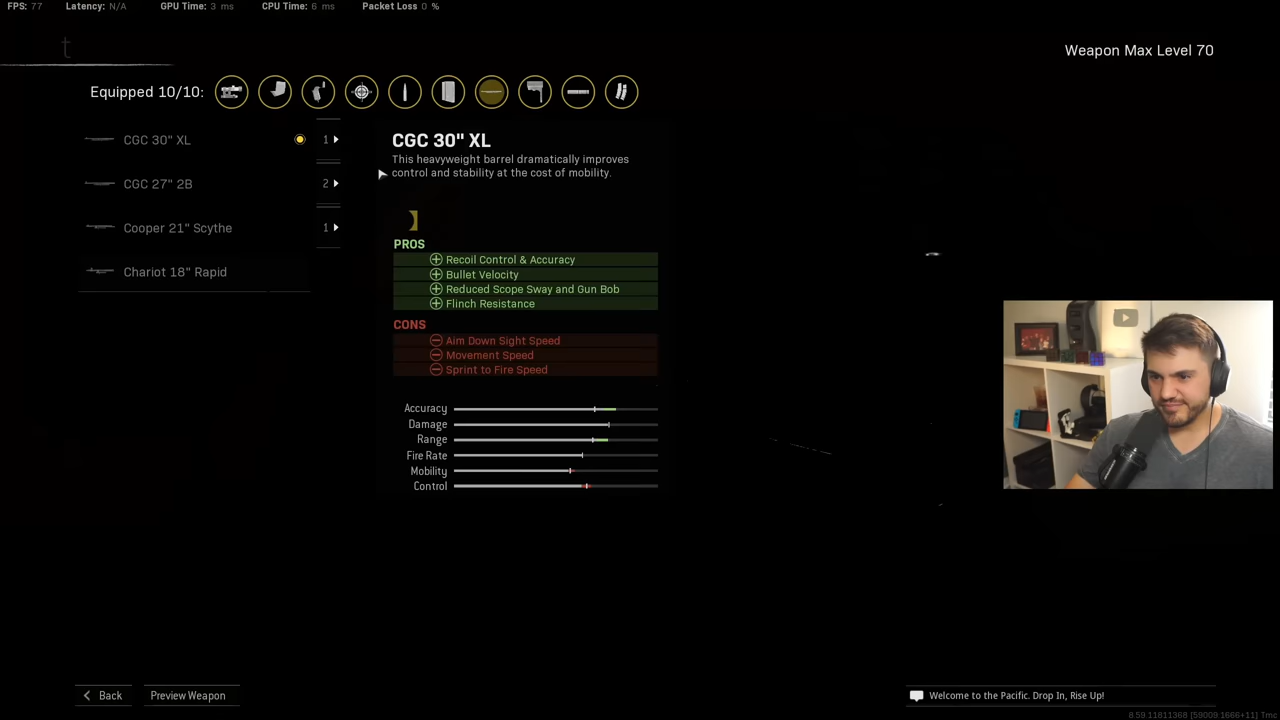 FPS: 77 Latency: N/A GPU Time: 3 ms CPU Time: 6 ms Packet Loss 0 %
t
Weapon Max Level 70
Equipped 10/10:
CGC 30" XL 1
CGC 27" 2B 2
Cooper 21" Scythe 1
Chariot 18" Rapid
CGC 30" XL
This heavyweight barrel dramatically improves
control and stability at the cost of mobility.
PROS
Recoil Control & Accuracy
Bullet Velocity
Reduced Scope Sway and Gun Bob
Flinch Resistance
CONS
Aim Down Sight Speed
Movement Speed
Sprint to Fire Speed
Accuracy
Damage
Range
Fire Rate
Mobility
Control
Back
Preview Weapon
Welcome to the Pacific. Drop In, Rise Up!